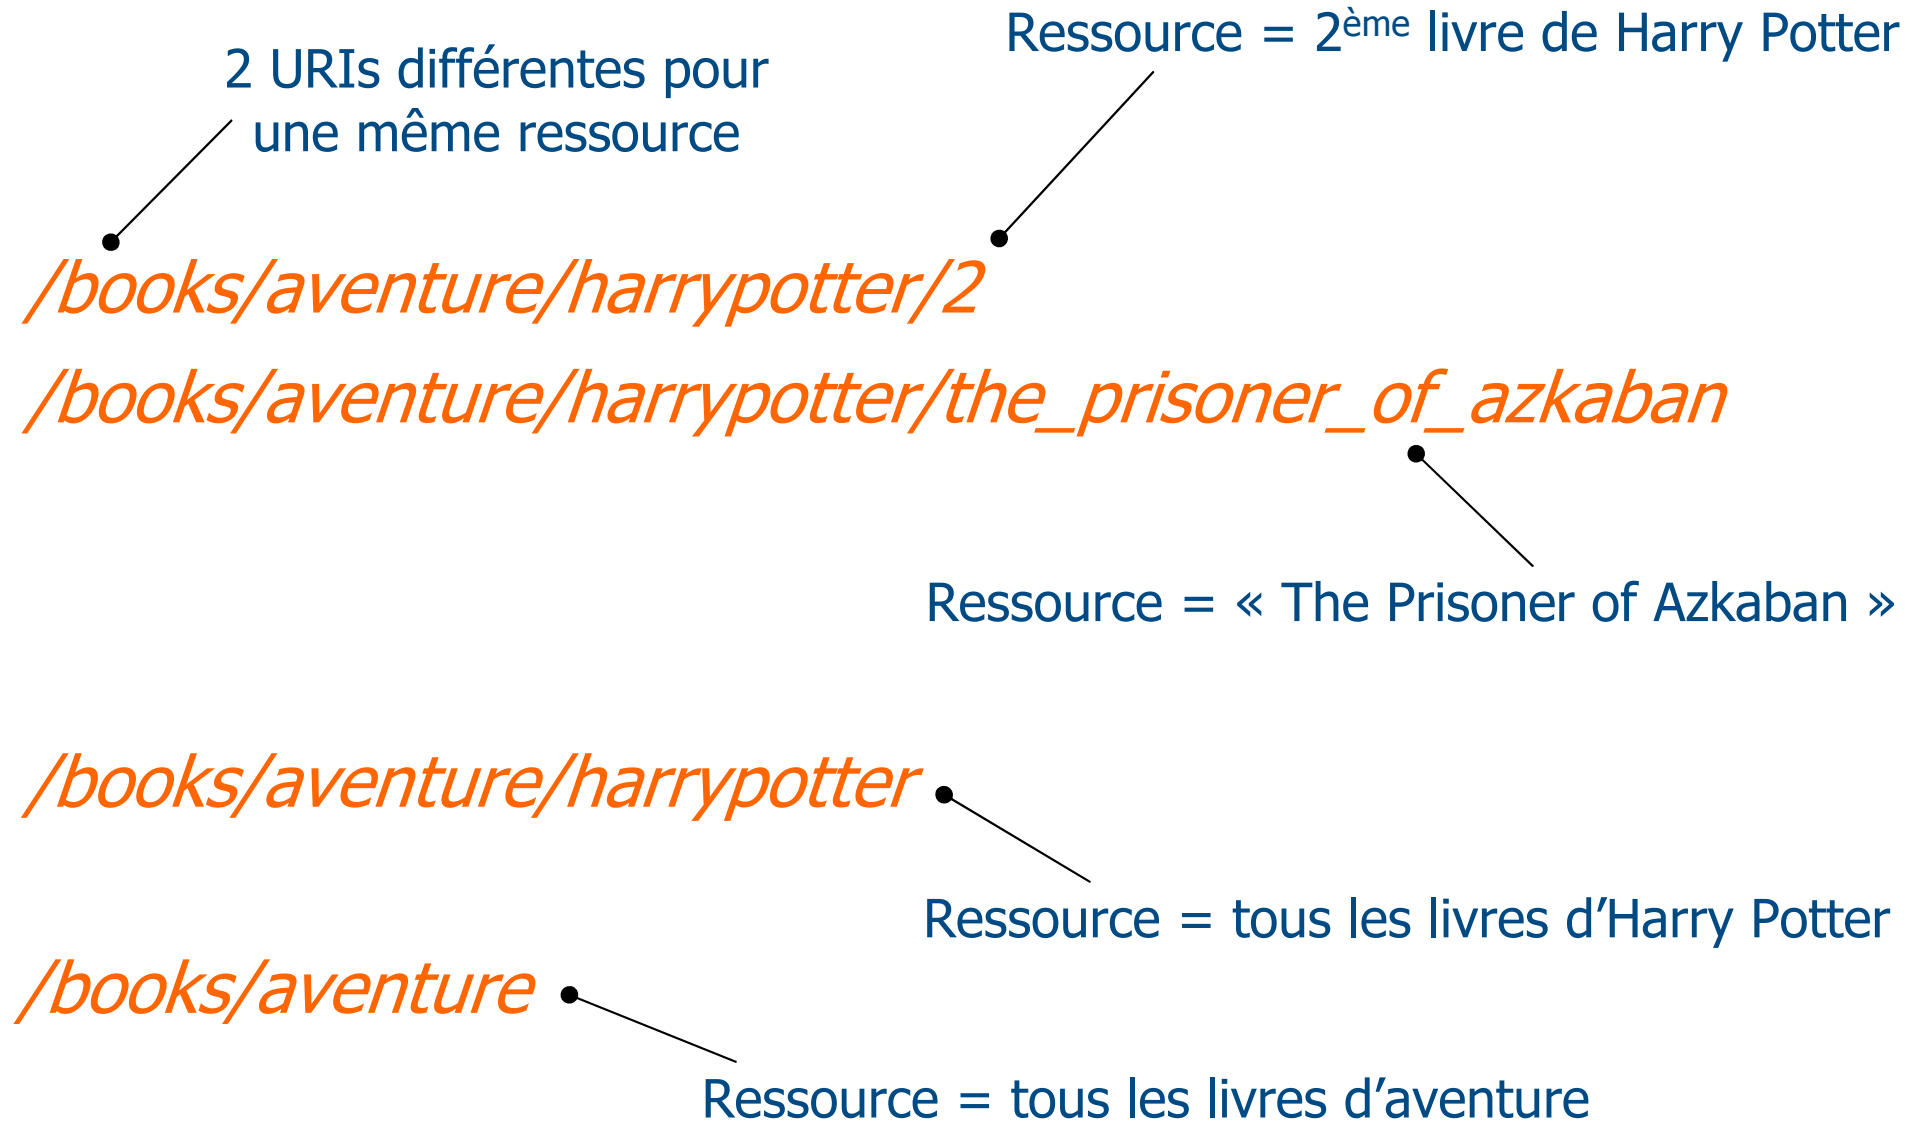 Ressource = 2ème livre de Harry Potter
2 URIs différentes pour
une même ressource
/books/aventure/harrypotter/2
/books/aventure/harrypotter/the_prisoner_of_azkaban
Ressource = « The Prisoner of Azkaban »
/books/aventure/harrypotter
Ressource = tous les livres d’Harry Potter
/books/aventure
Ressource = tous les livres d’aventure